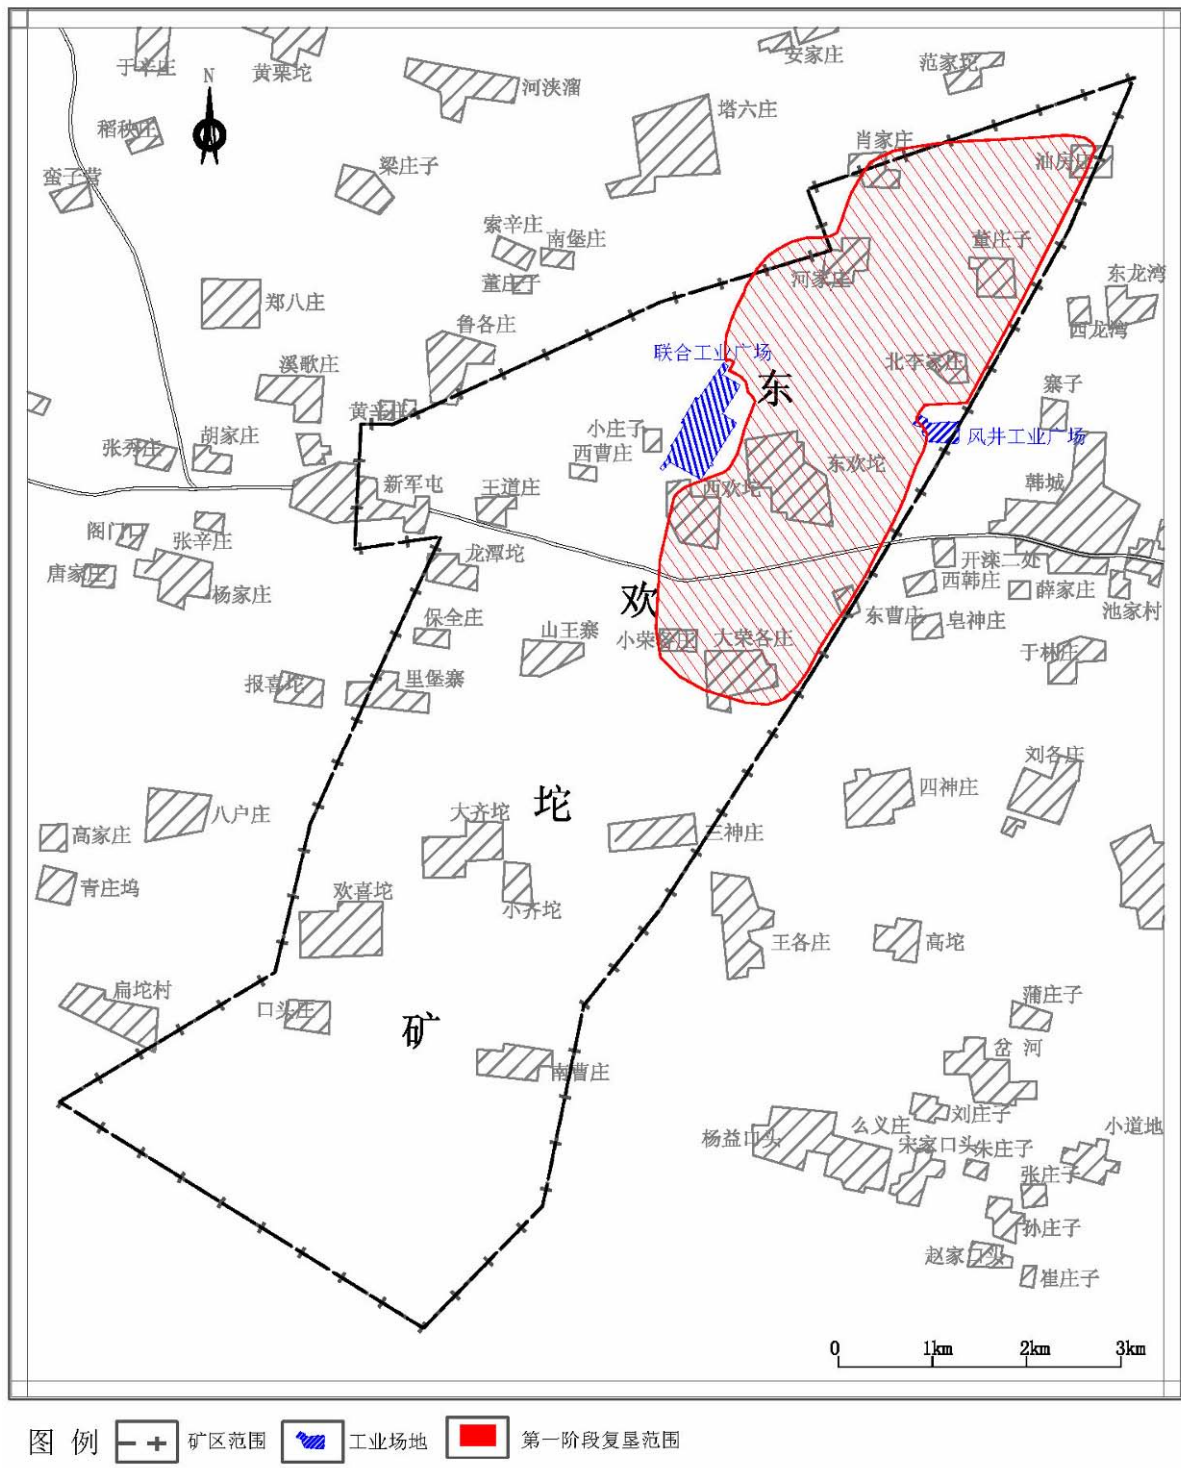 安家庄
范家坨
于辛庄
黄栗坨
河浃溜
N
塔六庄
稻秧庄
肖家庄
梁庄子
汕房庄
蛮子营
索辛庄
南堡庄
董庄子
董庄子
河家庄
东龙湾
西龙湾
郑八庄
鲁各庄
联合工业广场
溪歌庄
北李家庄
东
寨子
黄辛庄
小庄子
张秀庄
胡家庄
风井工业广场
西曹庄
东欢坨
韩城
新军屯
王道庄
西欢坨
阁门
张辛庄
龙潭坨
开滦二处
唐家庄
杨家庄
西韩庄
薛家庄
欢
池家村
保全庄
东曹庄
皂神庄
山王寨
小荣各庄
大荣各庄
于林庄
报喜坨
里堡寨
刘各庄
四神庄
坨
八户庄
大齐坨
三神庄
高家庄
青庄坞
欢喜坨
小齐坨
王各庄
高坨
扁坨村
口头庄
蒲庄子
矿
岔河
南曹庄
刘庄子
么义庄
小道地
杨益口头
宋家口头
朱庄子
张庄子
孙庄子
赵家口头
崔庄子
0 1km 2km 3km
图例 矿区范围 工业场地 第一阶段复垦范围